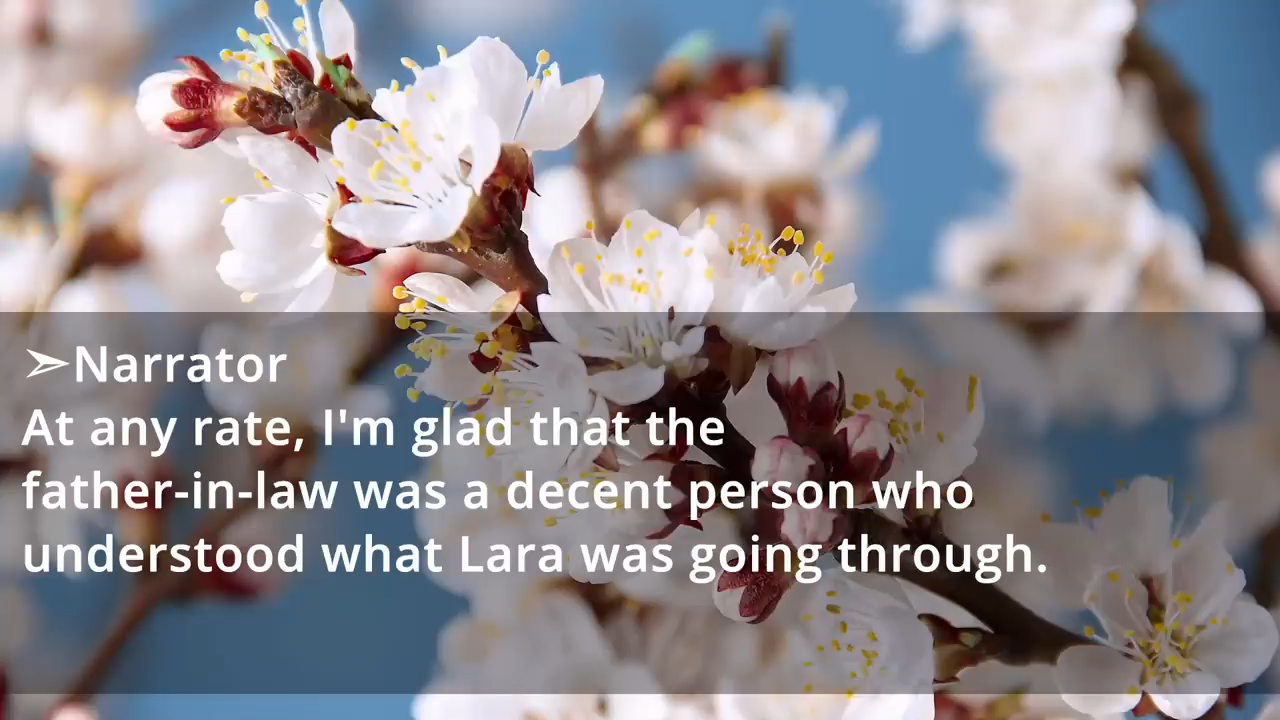 ➣Narrator
At any rate, I'm glad that the
father-in-law was a decent person who
understood what Lara was going through.